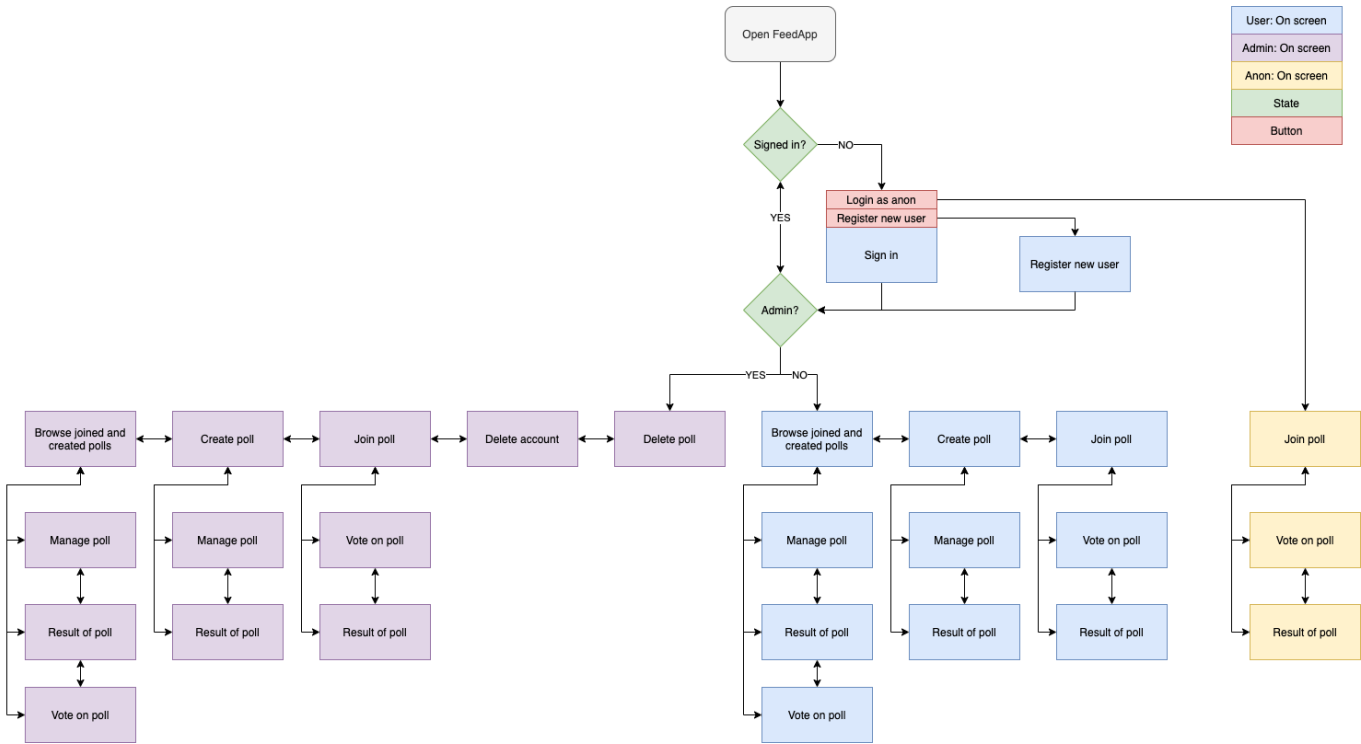 Open FeedApp
User: On screen
Admin: On screen
Anon: On screen
State
Button
Signed in?
NO
Login as anon
Register new user
Sign in
Register new user
YES
Admin?
YES
NO
Browse joined and
created polls
Create poll
Join poll
Delete account
Delete poll
Browse joined and
created polls
Create poll
Join poll
Join poll
Manage poll
Manage poll
Vote on poll
Manage poll
Manage poll
Vote on poll
Vote on poll
Result of poll
Result of poll
Result of poll
Result of poll
Result of poll
Result of poll
Result of poll
Vote on poll
Vote on poll